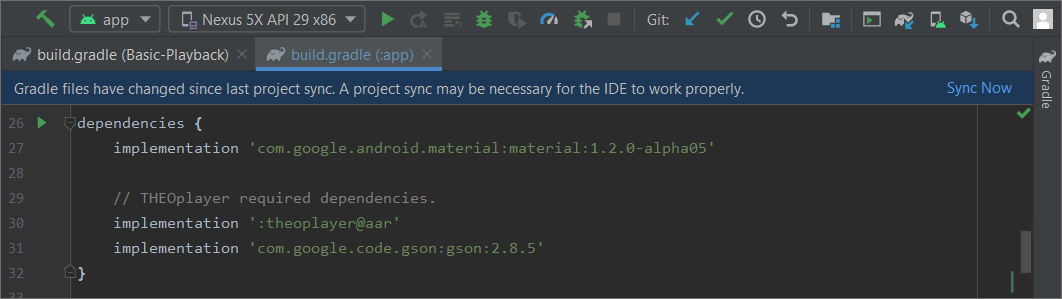 app Nexus 5X API 29 x86 Git:
build.gradle (Basic-Playback) build.gradle (:app)
Gradle files have changed since last project sync. A project sync may be necessary for the IDE to work properly. Sync Now
Gradle
26 dependencies {
27 implementation 'com.google.android.material:material:1.2.0-alpha05'
28
29 // THEOplayer required dependencies.
30 implementation ':theoplayer@aar'
31 implementation 'com.google.code.gson:gson:2.8.5'
32 }
33